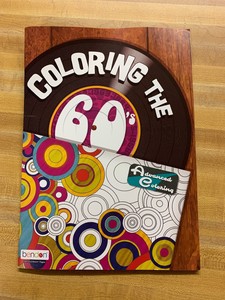 COLORING THE
60's
Advanced
Coloring
bendon